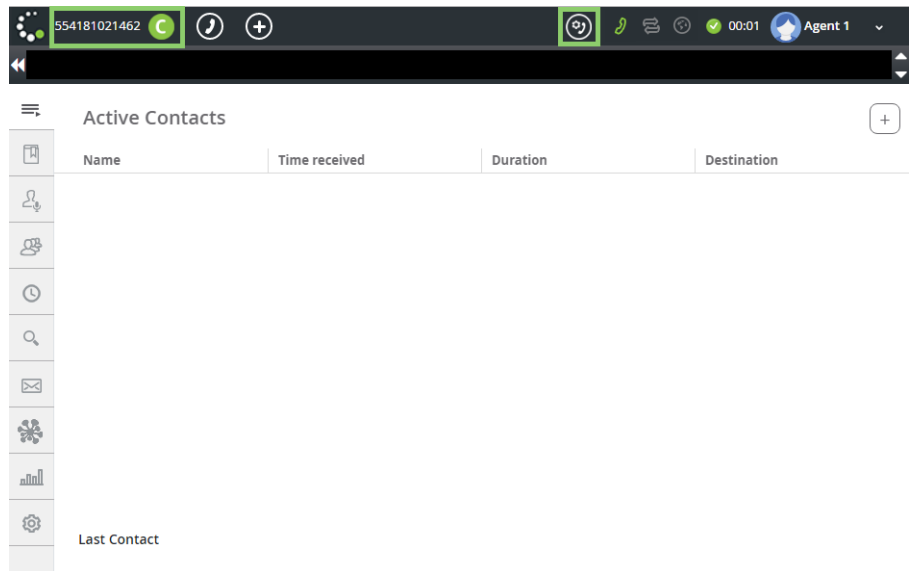 554181021462 C 00:01 Agent 1
Active Contacts
+
Name Time received Duration Destination
Last Contact